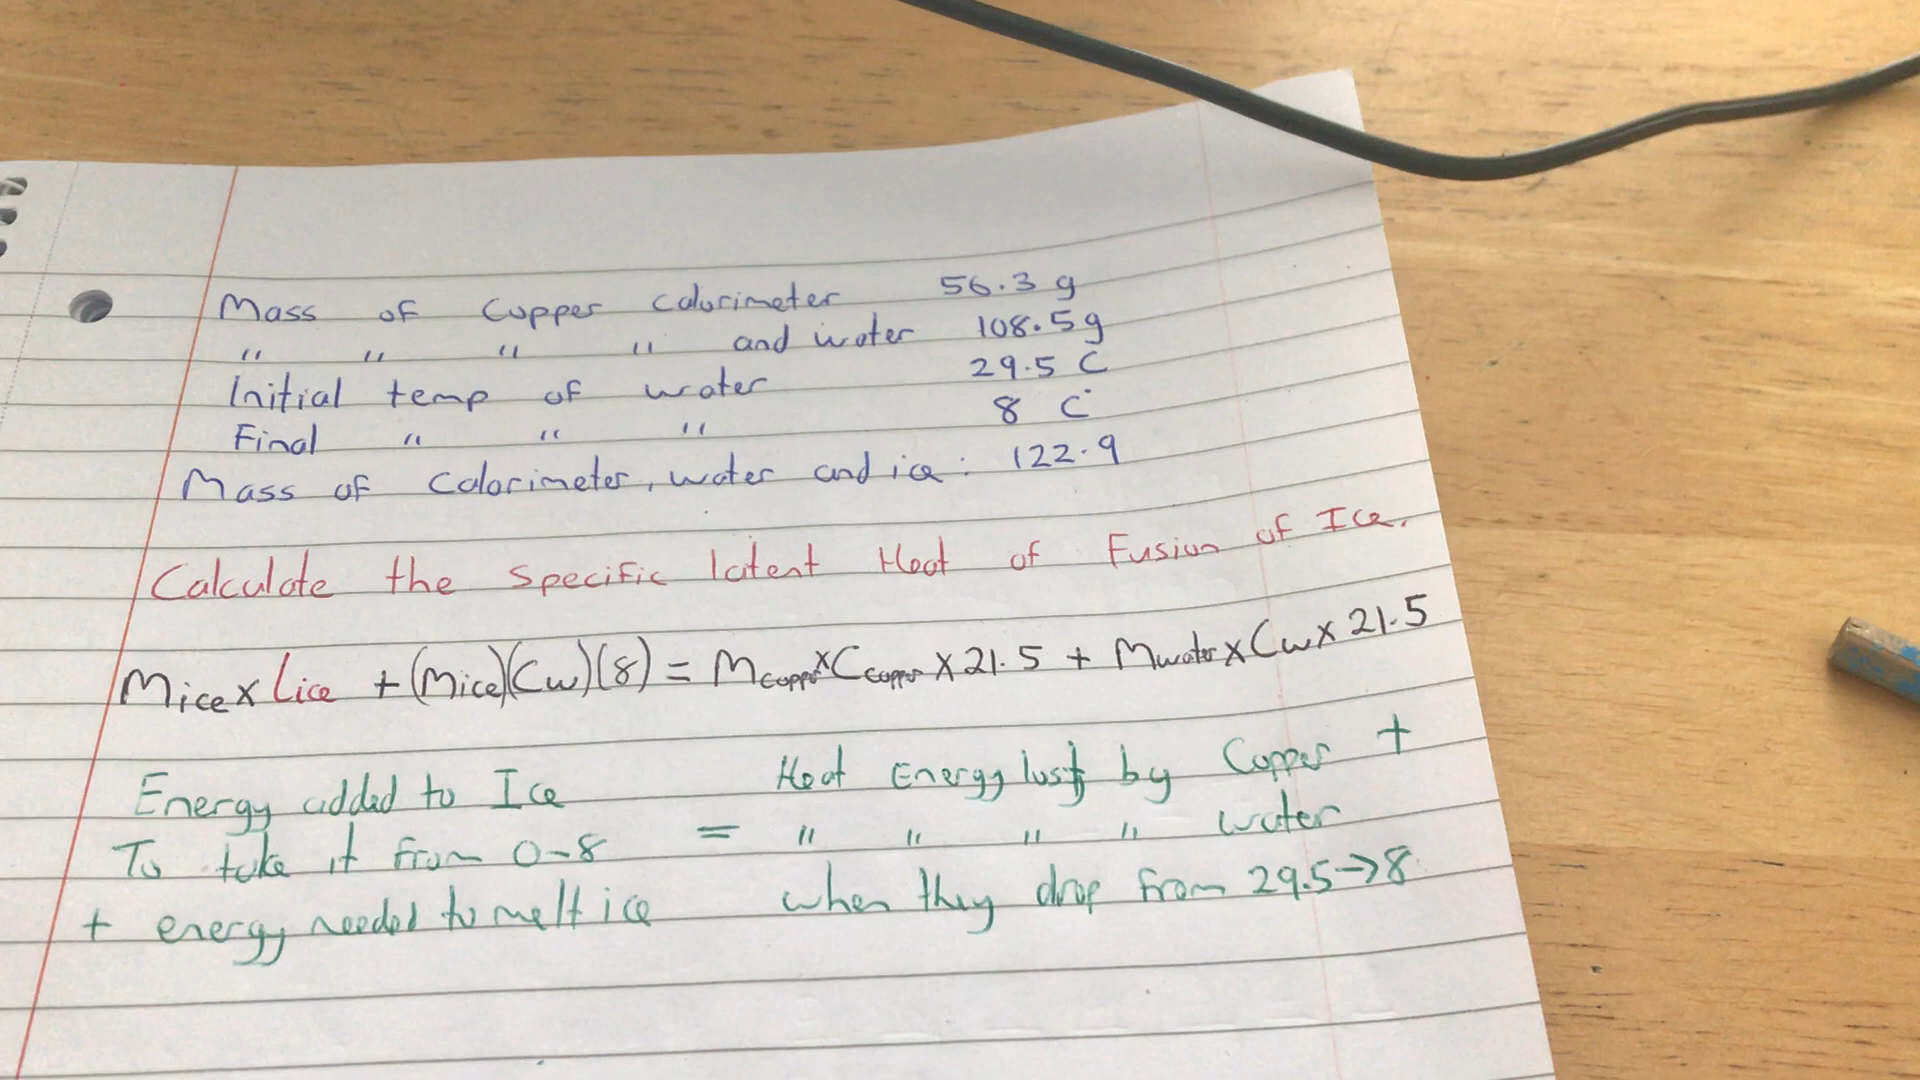 Mass of Copper Calorimeter 56.3 g
" " " " and water 108.5g
Initial temp of water 29.5 C
Final " " " 8 C°
Mass of Calorimeter, water and ice : 122.9
Calculate the specific latent Heat of Fusion of Ice.
Mice x Lice + (Mice)(Cw)(8) = Mcopper x Ccopper x 21.5 + Mwater x Cw x 21.5
Energy added to Ice
To take it from 0-8
+ energy needed to melt ice
=
Heat Energy lost by Copper +
" " " " water
when they drop from 29.5→8